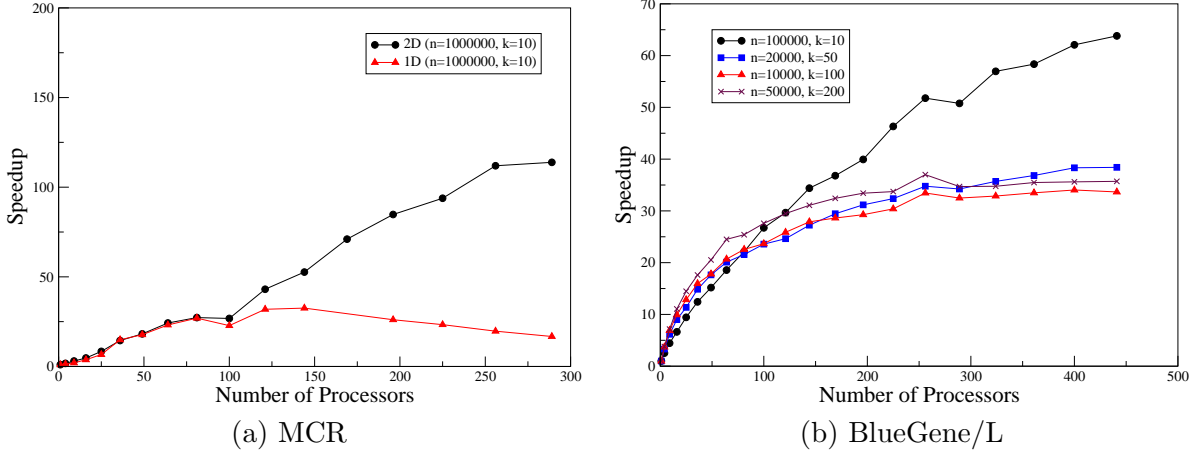 200
150
100
50
0
Speedup
2D (n=1000000, k=10)
1D (n=1000000, k=10)
0 50 100 150 200 250 300
Number of Processors
(a) MCR
70
60
50
40
30
20
10
0
Speedup
n=100000, k=10
n=20000, k=50
n=10000, k=100
n=50000, k=200
0 100 200 300 400 500
Number of Processors
(b) BlueGene/L